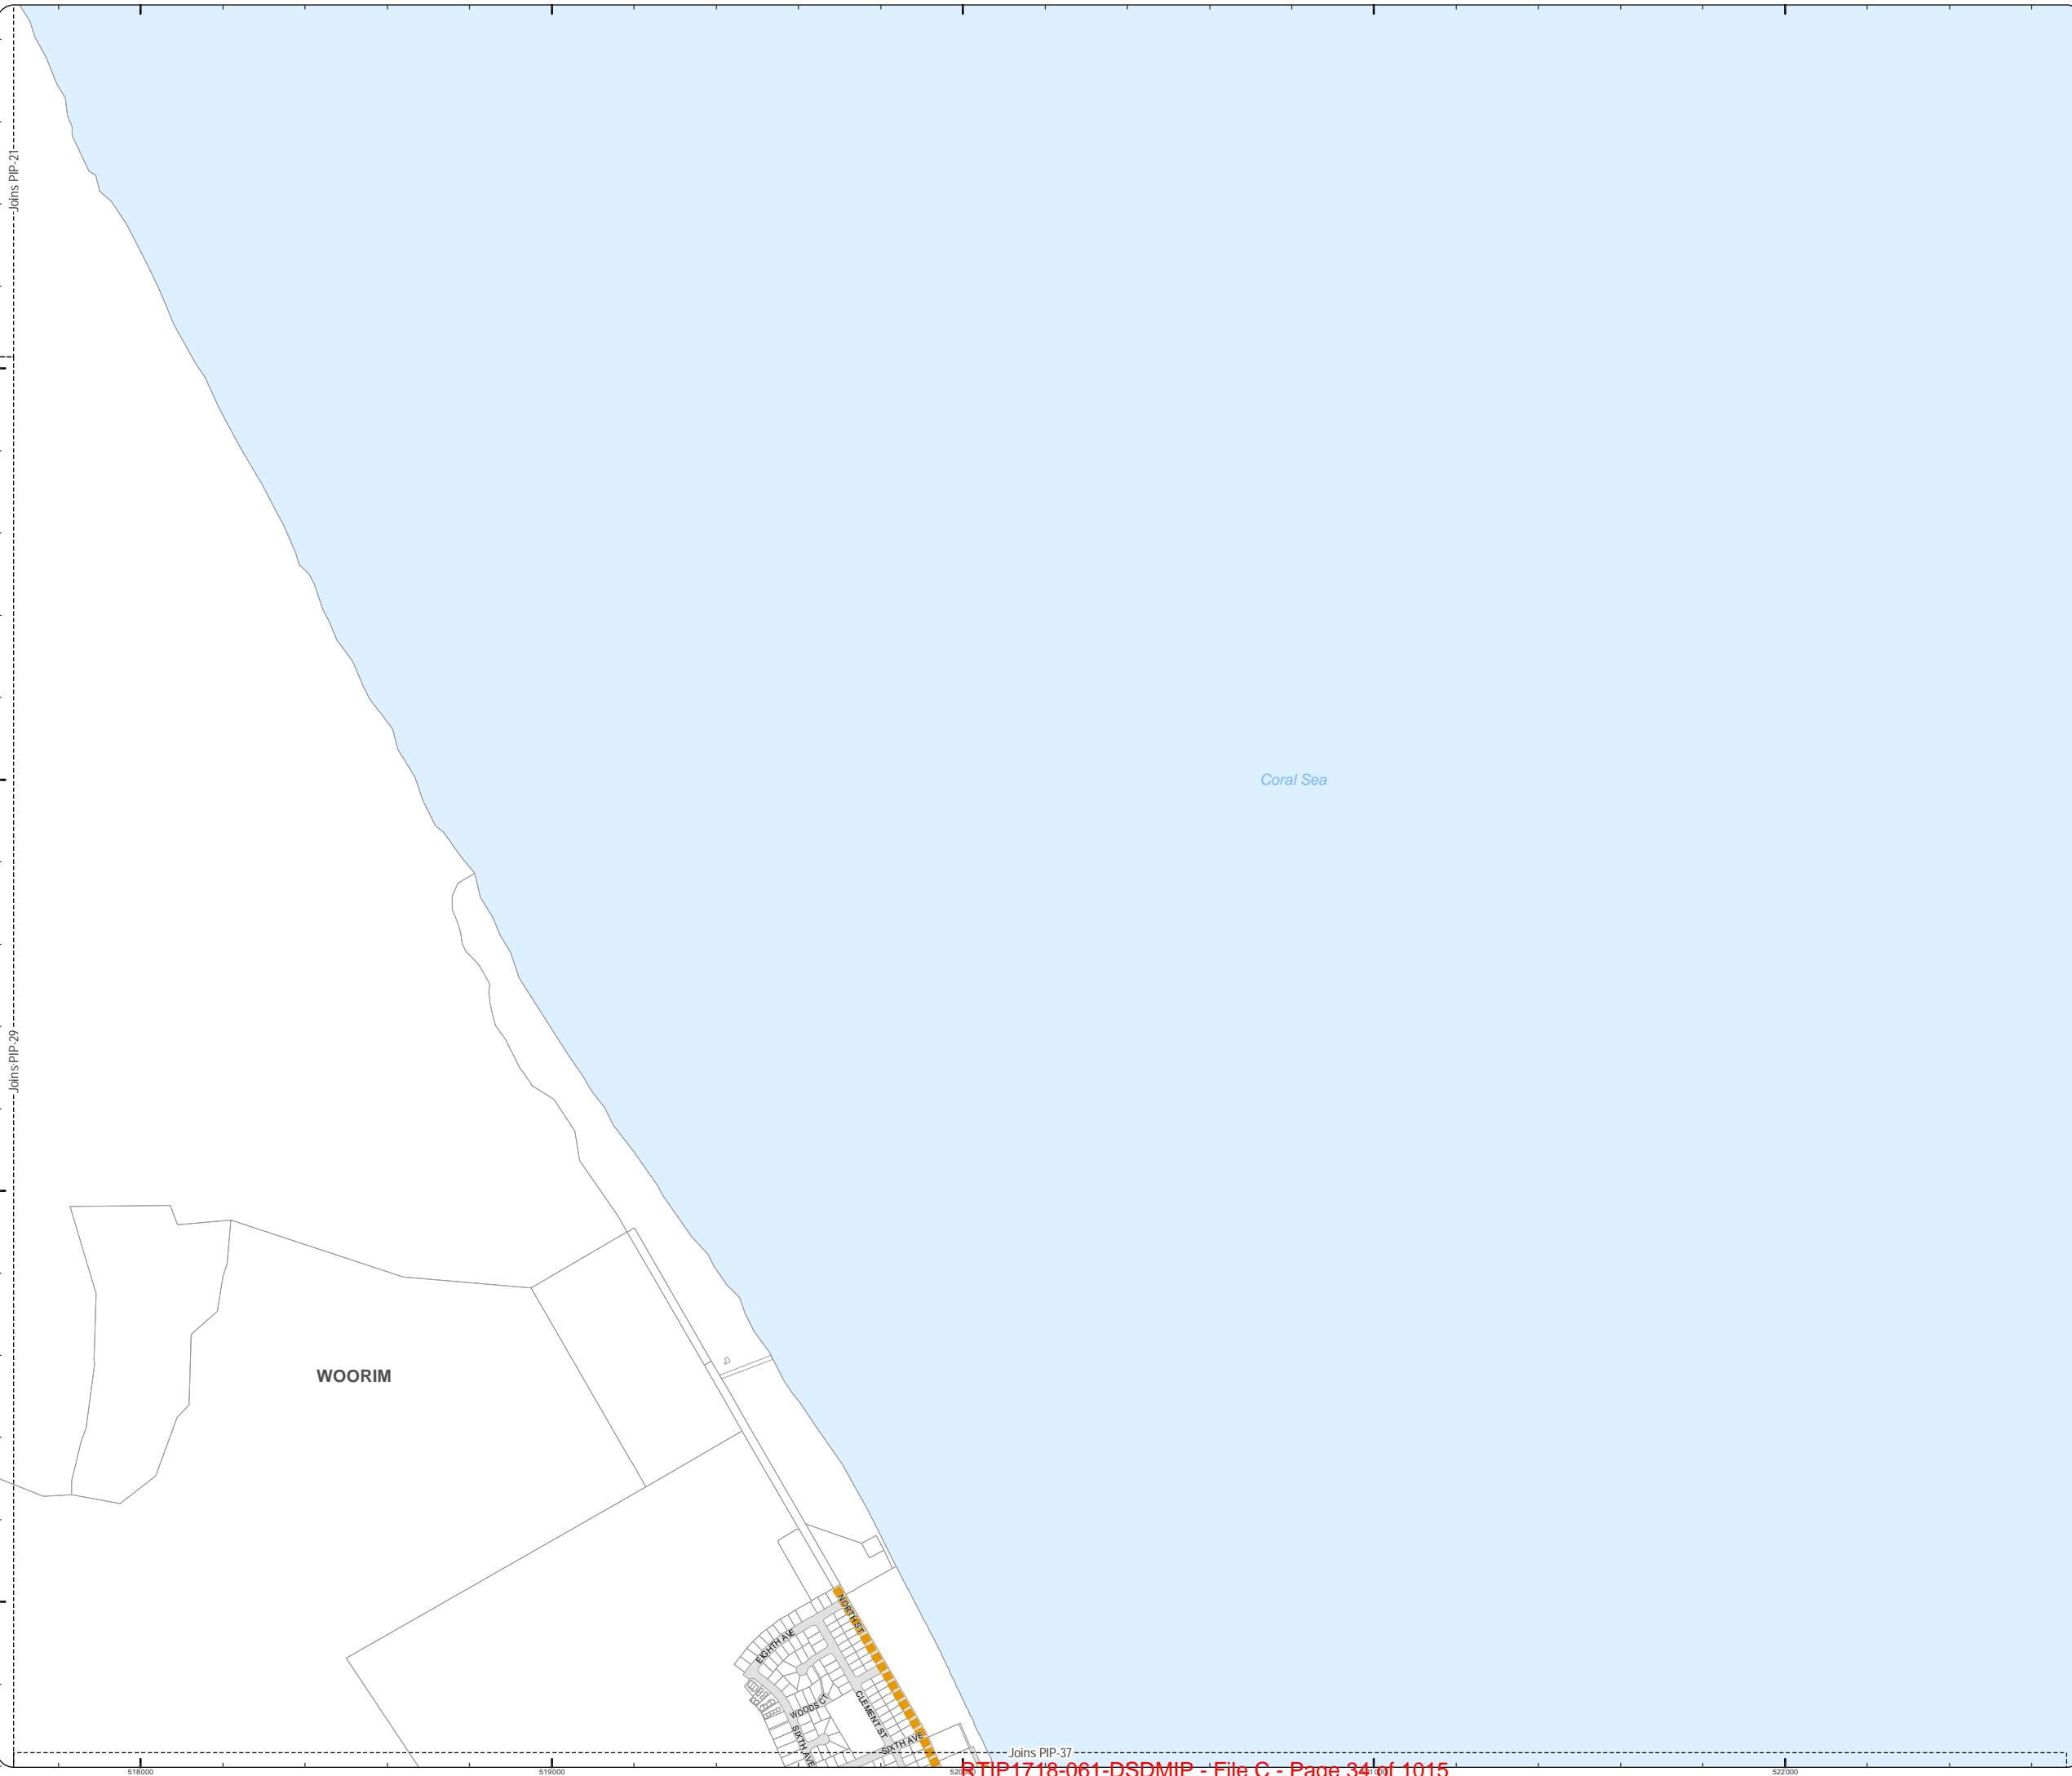 Joins PIP-21
Coral Sea
Joins PIP-29
WOORIM
NORTH ST
EIGHTH AVE
WOODS CT
CLEMENT ST
SIXTH AVE
SIXTH AVE
Joins PIP-37
518000
519000
522000
RTIP1718-061-DSDMIP - File C - Page 34 of 1015